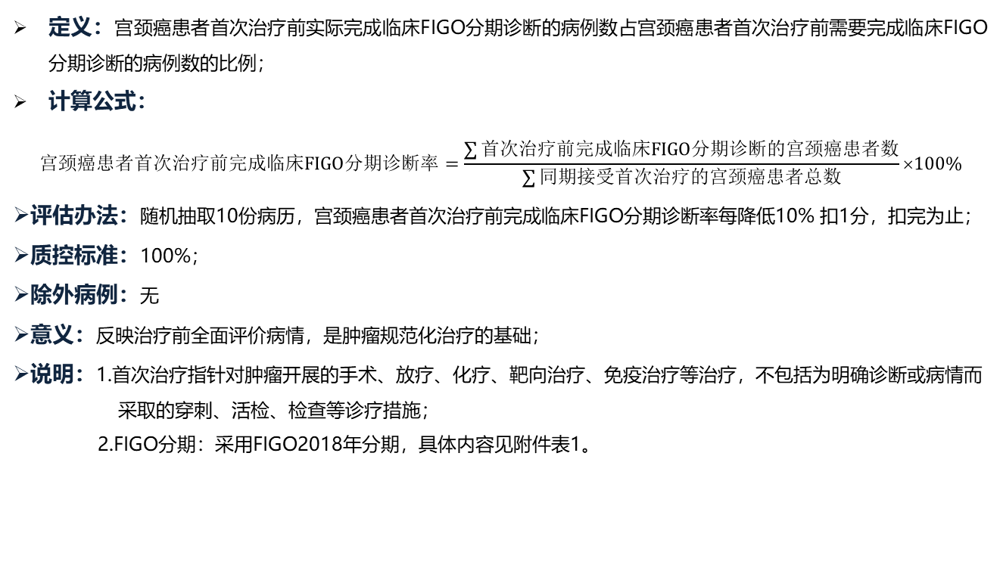 ➢ 定义：宫颈癌患者首次治疗前实际完成临床FIGO分期诊断的病例数占宫颈癌患者首次治疗前需要完成临床FIGO
分期诊断的病例数的比例；
➢ 计算公式：
宫颈癌患者首次治疗前完成临床FIGO分期诊断率 = ∑ 首次治疗前完成临床FIGO分期诊断的宫颈癌患者数 / ∑ 同期接受首次治疗的宫颈癌患者总数 ×100%
➢评估办法：随机抽取10份病历，宫颈癌患者首次治疗前完成临床FIGO分期诊断率每降低10% 扣1分，扣完为止；
➢质控标准：100%；
➢除外病例：无
➢意义：反映治疗前全面评价病情，是肿瘤规范化治疗的基础；
➢说明：1.首次治疗指针对肿瘤开展的手术、放疗、化疗、靶向治疗、免疫治疗等治疗，不包括为明确诊断或病情而
采取的穿刺、活检、检查等诊疗措施；
2.FIGO分期：采用FIGO2018年分期，具体内容见附件表1。